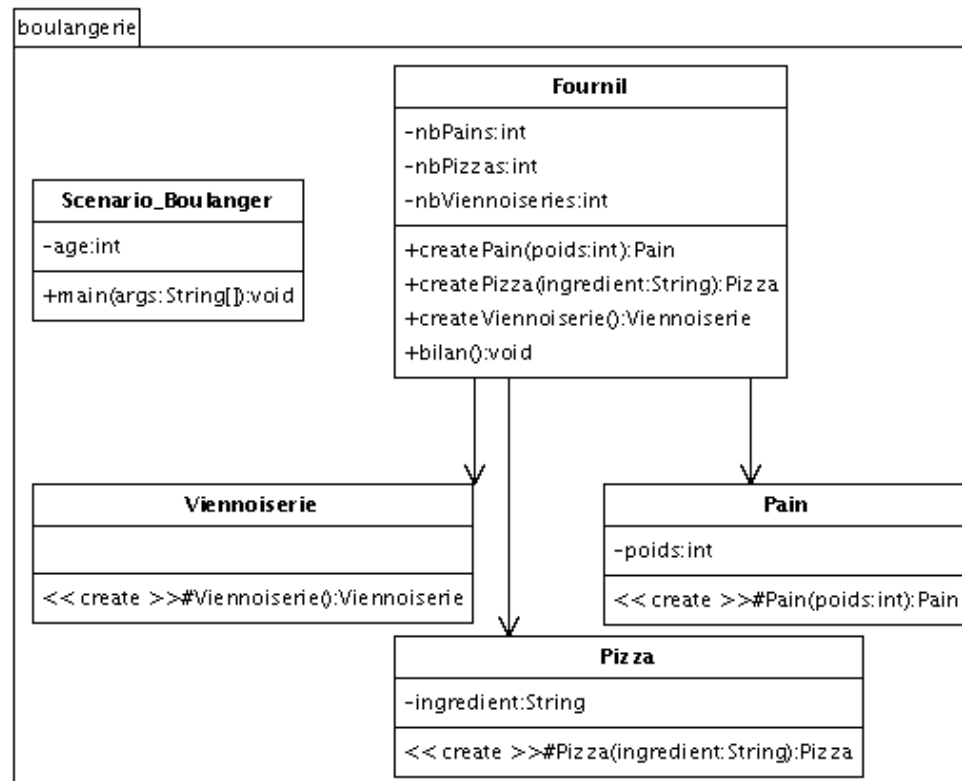 boulangerie
Fournil
-nbPains:int
-nbPizzas:int
-nbViennoiseries:int
+createPain(poids:int):Pain
+createPizza(ingredient:String):Pizza
+createViennoiserie():Viennoiserie
+bilan():void
Scenario_Boulanger
-age:int
+main(args:String[]):void
Viennoiserie
<< create >>#Viennoiserie():Viennoiserie
Pain
-poids:int
<< create >>#Pain(poids:int):Pain
Pizza
-ingredient:String
<< create >>#Pizza(ingredient:String):Pizza